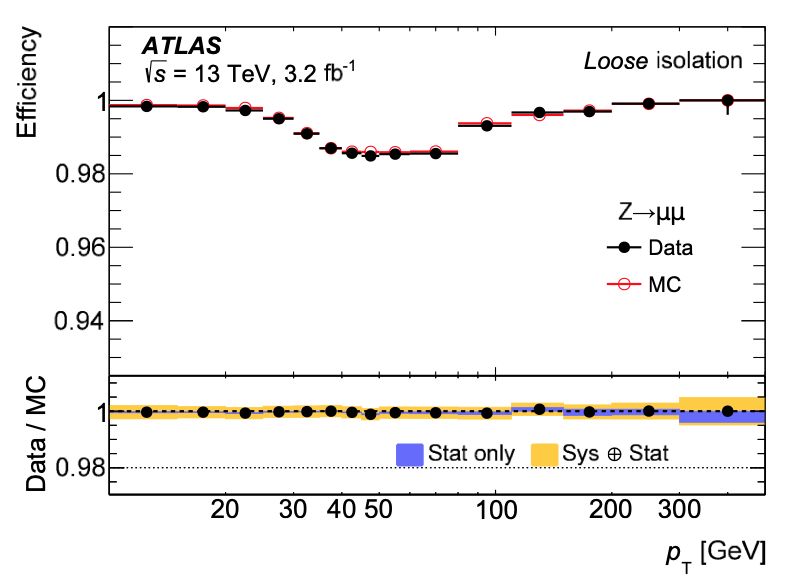 ATLAS
√s = 13 TeV, 3.2 fb⁻¹
Loose isolation
Efficiency
1
0.98
0.96
0.94
Z→μμ
Data
MC
Data / MC
1
0.98
Stat only
Sys ⊕ Stat
20 30 40 50 100 200 300
p_T [GeV]